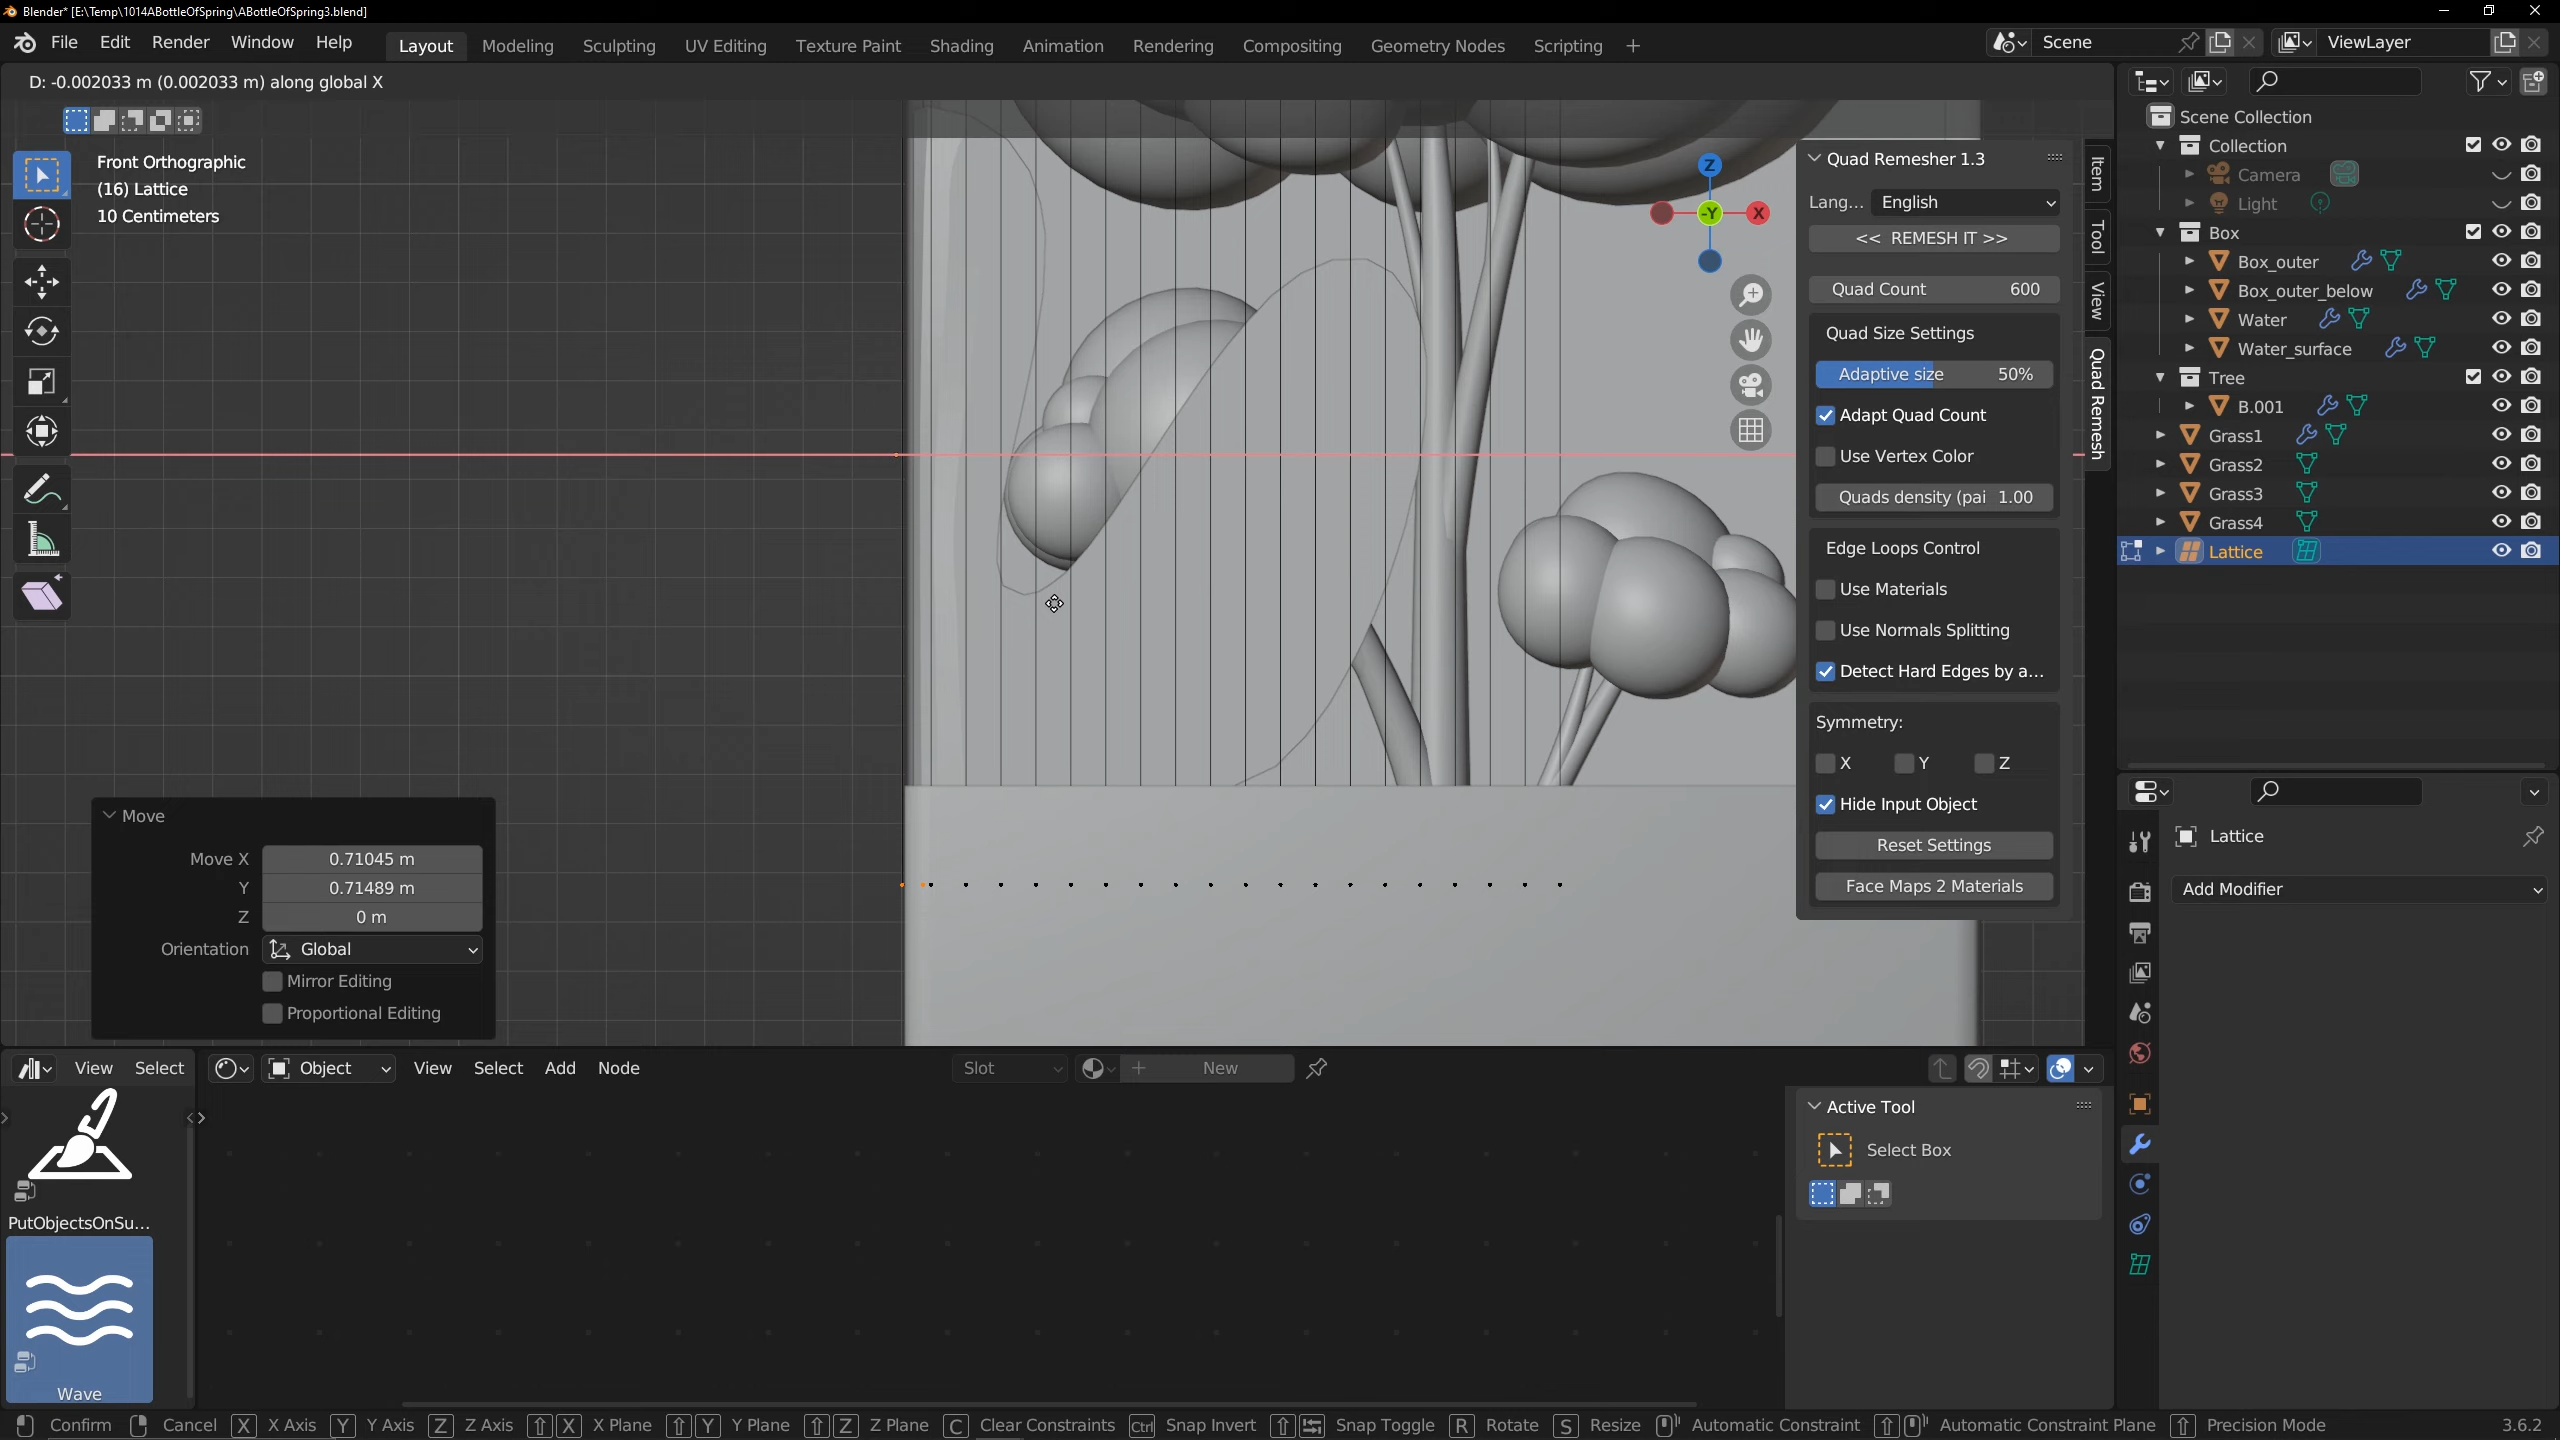 Blender* [E:\Temp\1014ABottleOfSpring\ABottleOfSpring3.blend]
File Edit Render Window Help Layout Modeling Sculpting UV Editing Texture Paint Shading Animation Rendering Compositing Geometry Nodes Scripting + Scene ViewLayer
D: -0.002033 m (0.002033 m) along global X
Front Orthographic
(16) Lattice
10 Centimeters
Z
-Y
X
Quad Remesher 1.3
Lang... English
<< REMESH IT >>
Quad Count 600
Quad Size Settings
Adaptive size 50%
Adapt Quad Count
Use Vertex Color
Quads density (pai 1.00
Edge Loops Control
Use Materials
Use Normals Splitting
Detect Hard Edges by a...
Symmetry:
X Y Z
Hide Input Object
Reset Settings
Face Maps 2 Materials
Item
Tool
View
Quad Remesh
Scene Collection
Collection
Camera
Light
Box
Box_outer
Box_outer_below
Water
Water_surface
Tree
B.001
Grass1
Grass2
Grass3
Grass4
Lattice
Lattice
Add Modifier
Move
Move X 0.71045 m
Y 0.71489 m
Z 0 m
Orientation Global
Mirror Editing
Proportional Editing
View Select Object View Select Add Node Slot New
PutObjectsOnSu...
Wave
Active Tool
Select Box
Confirm Cancel X X Axis Y Y Axis Z Z Axis X X Plane Y Y Plane Z Z Plane C Clear Constraints Ctrl Snap Invert Snap Toggle R Rotate S Resize Automatic Constraint Automatic Constraint Plane Precision Mode 3.6.2